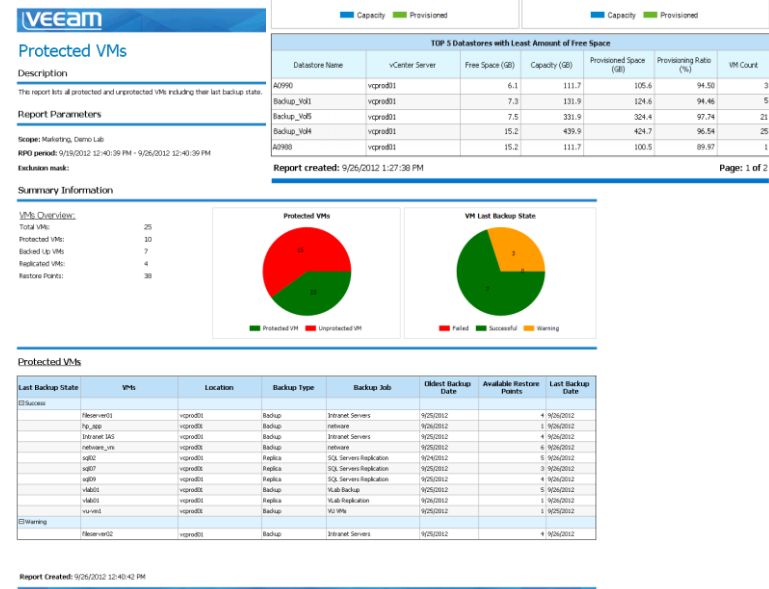 veeam
Protected VMs
Description
This report lists all protected and unprotected VMs including their last backup state.
Report Parameters
Scope: Marketing, Demo Lab
RPO period: 9/19/2012 12:40:39 PM - 9/26/2012 12:40:39 PM
Exclusion mask:
Capacity Provisioned
Capacity Provisioned
TOP 5 Datastores with Least Amount of Free Space
Datastore Name vCenter Server Free Space (GB) Capacity (GB) Provisioned Space (GB) Provisioning Ratio (%) VM Count
A0990 vcprod01 6.1 111.7 105.6 94.50 3
Backup_Vol1 vcprod01 7.3 131.9 124.6 94.46 5
Backup_Vol5 vcprod01 7.5 331.9 324.4 97.74 21
Backup_Vol4 vcprod01 15.2 439.9 424.7 96.54 25
A0988 vcprod01 15.2 111.7 100.5 89.97 1
Report created: 9/26/2012 1:27:38 PM Page: 1 of 2
Summary Information
VMs Overview:
Total VMs: 25
Protected VMs: 10
Backed Up VMs 7
Replicated VMs: 4
Restore Points: 38
Protected VMs
15
10
Protected VM Unprotected VM
VM Last Backup State
3
0
7
Failed Successful Warning
Protected VMs
Last Backup State VMs Location Backup Type Backup Job Oldest Backup Date Available Restore Points Last Backup Date
Success
fileserver01 vcprod01 Backup Intranet Servers 9/25/2012 4 9/26/2012
hp_app vcprod01 Backup netware 9/26/2012 1 9/26/2012
Intranet IAS vcprod01 Backup Intranet Servers 9/25/2012 4 9/26/2012
netware_vni vcprod01 Backup netware 9/25/2012 6 9/26/2012
sql02 vcprod01 Replica SQL Servers Replication 9/24/2012 5 9/26/2012
sql07 vcprod01 Replica SQL Servers Replication 9/25/2012 3 9/26/2012
sql09 vcprod01 Replica SQL Servers Replication 9/25/2012 4 9/26/2012
vlab01 vcprod01 Backup VLab Backup 9/25/2012 5 9/26/2012
vlab01 vcprod01 Replica VLab Replication 9/26/2012 1 9/26/2012
vu-vm1 vcprod01 Backup VU VMs 9/25/2012 1 9/25/2012
Warning
fileserver02 vcprod01 Backup Intranet Servers 9/25/2012 4 9/26/2012
Report Created: 9/26/2012 12:40:42 PM